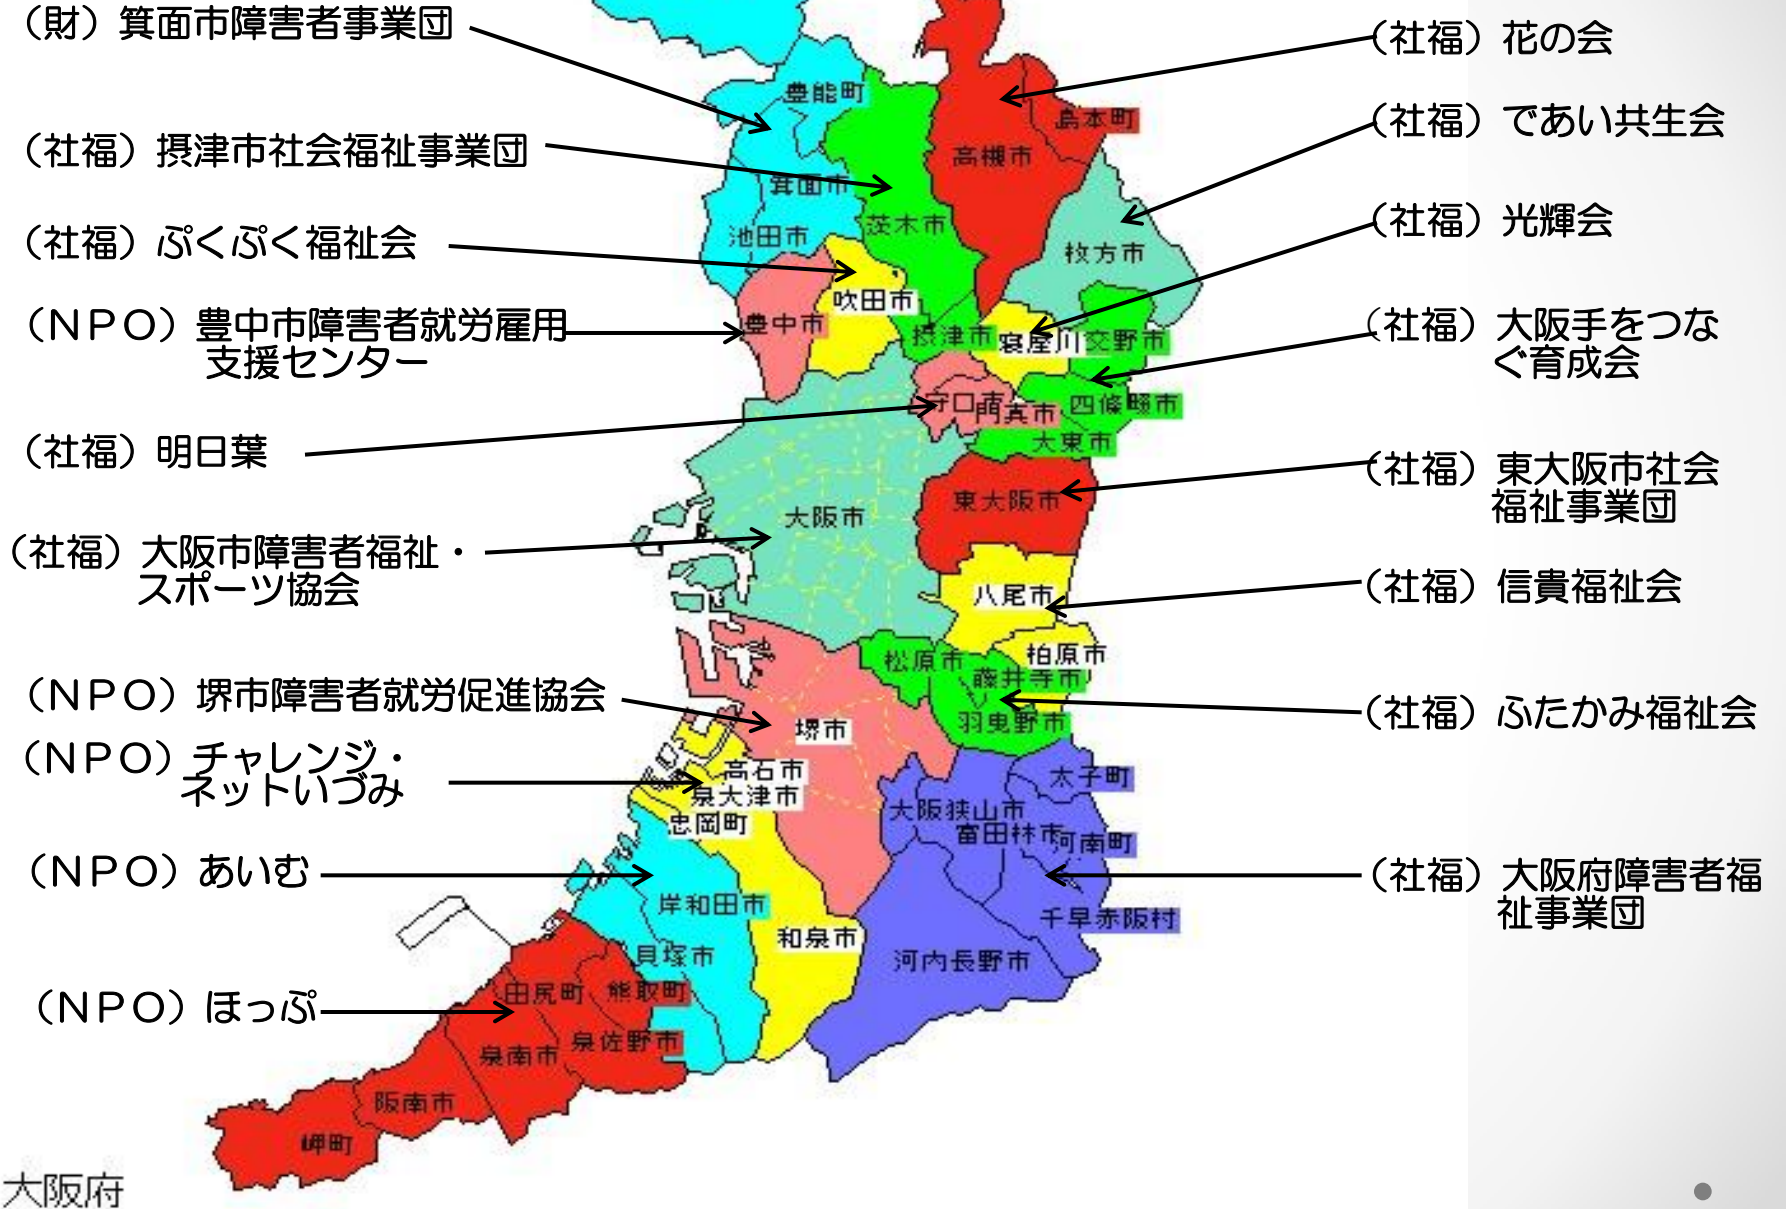 （財）箕面市障害者事業団
（社福）摂津市社会福祉事業団
（社福）ぷくぷく福祉会
（ＮＰＯ）豊中市障害者就労雇用
支援センター
（社福）明日葉
（社福）大阪市障害者福祉・
スポーツ協会
（ＮＰＯ）堺市障害者就労促進協会
（ＮＰＯ）チャレンジ・
ネットいづみ
（ＮＰＯ）あいむ
（ＮＰＯ）ほっぷ
大阪府
豊能町
島本町
高槻市
箕面市
茨木市
池田市
枚方市
吹田市
豊中市
摂津市
寝屋川
交野市
守口市
門真市
四條畷市
大東市
東大阪市
大阪市
八尾市
柏原市
松原市
藤井寺市
羽曳野市
堺市
高石市
泉大津市
忠岡町
太子町
大阪狭山市
富田林市
河南町
岸和田市
千早赤阪村
和泉市
貝塚市
河内長野市
田尻町
熊取町
泉佐野市
泉南市
阪南市
岬町
（社福）花の会
（社福）であい共生会
（社福）光輝会
（社福）大阪手をつな
ぐ育成会
（社福）東大阪市社会
福祉事業団
（社福）信貴福祉会
（社福）ふたかみ福祉会
（社福）大阪府障害者福
祉事業団